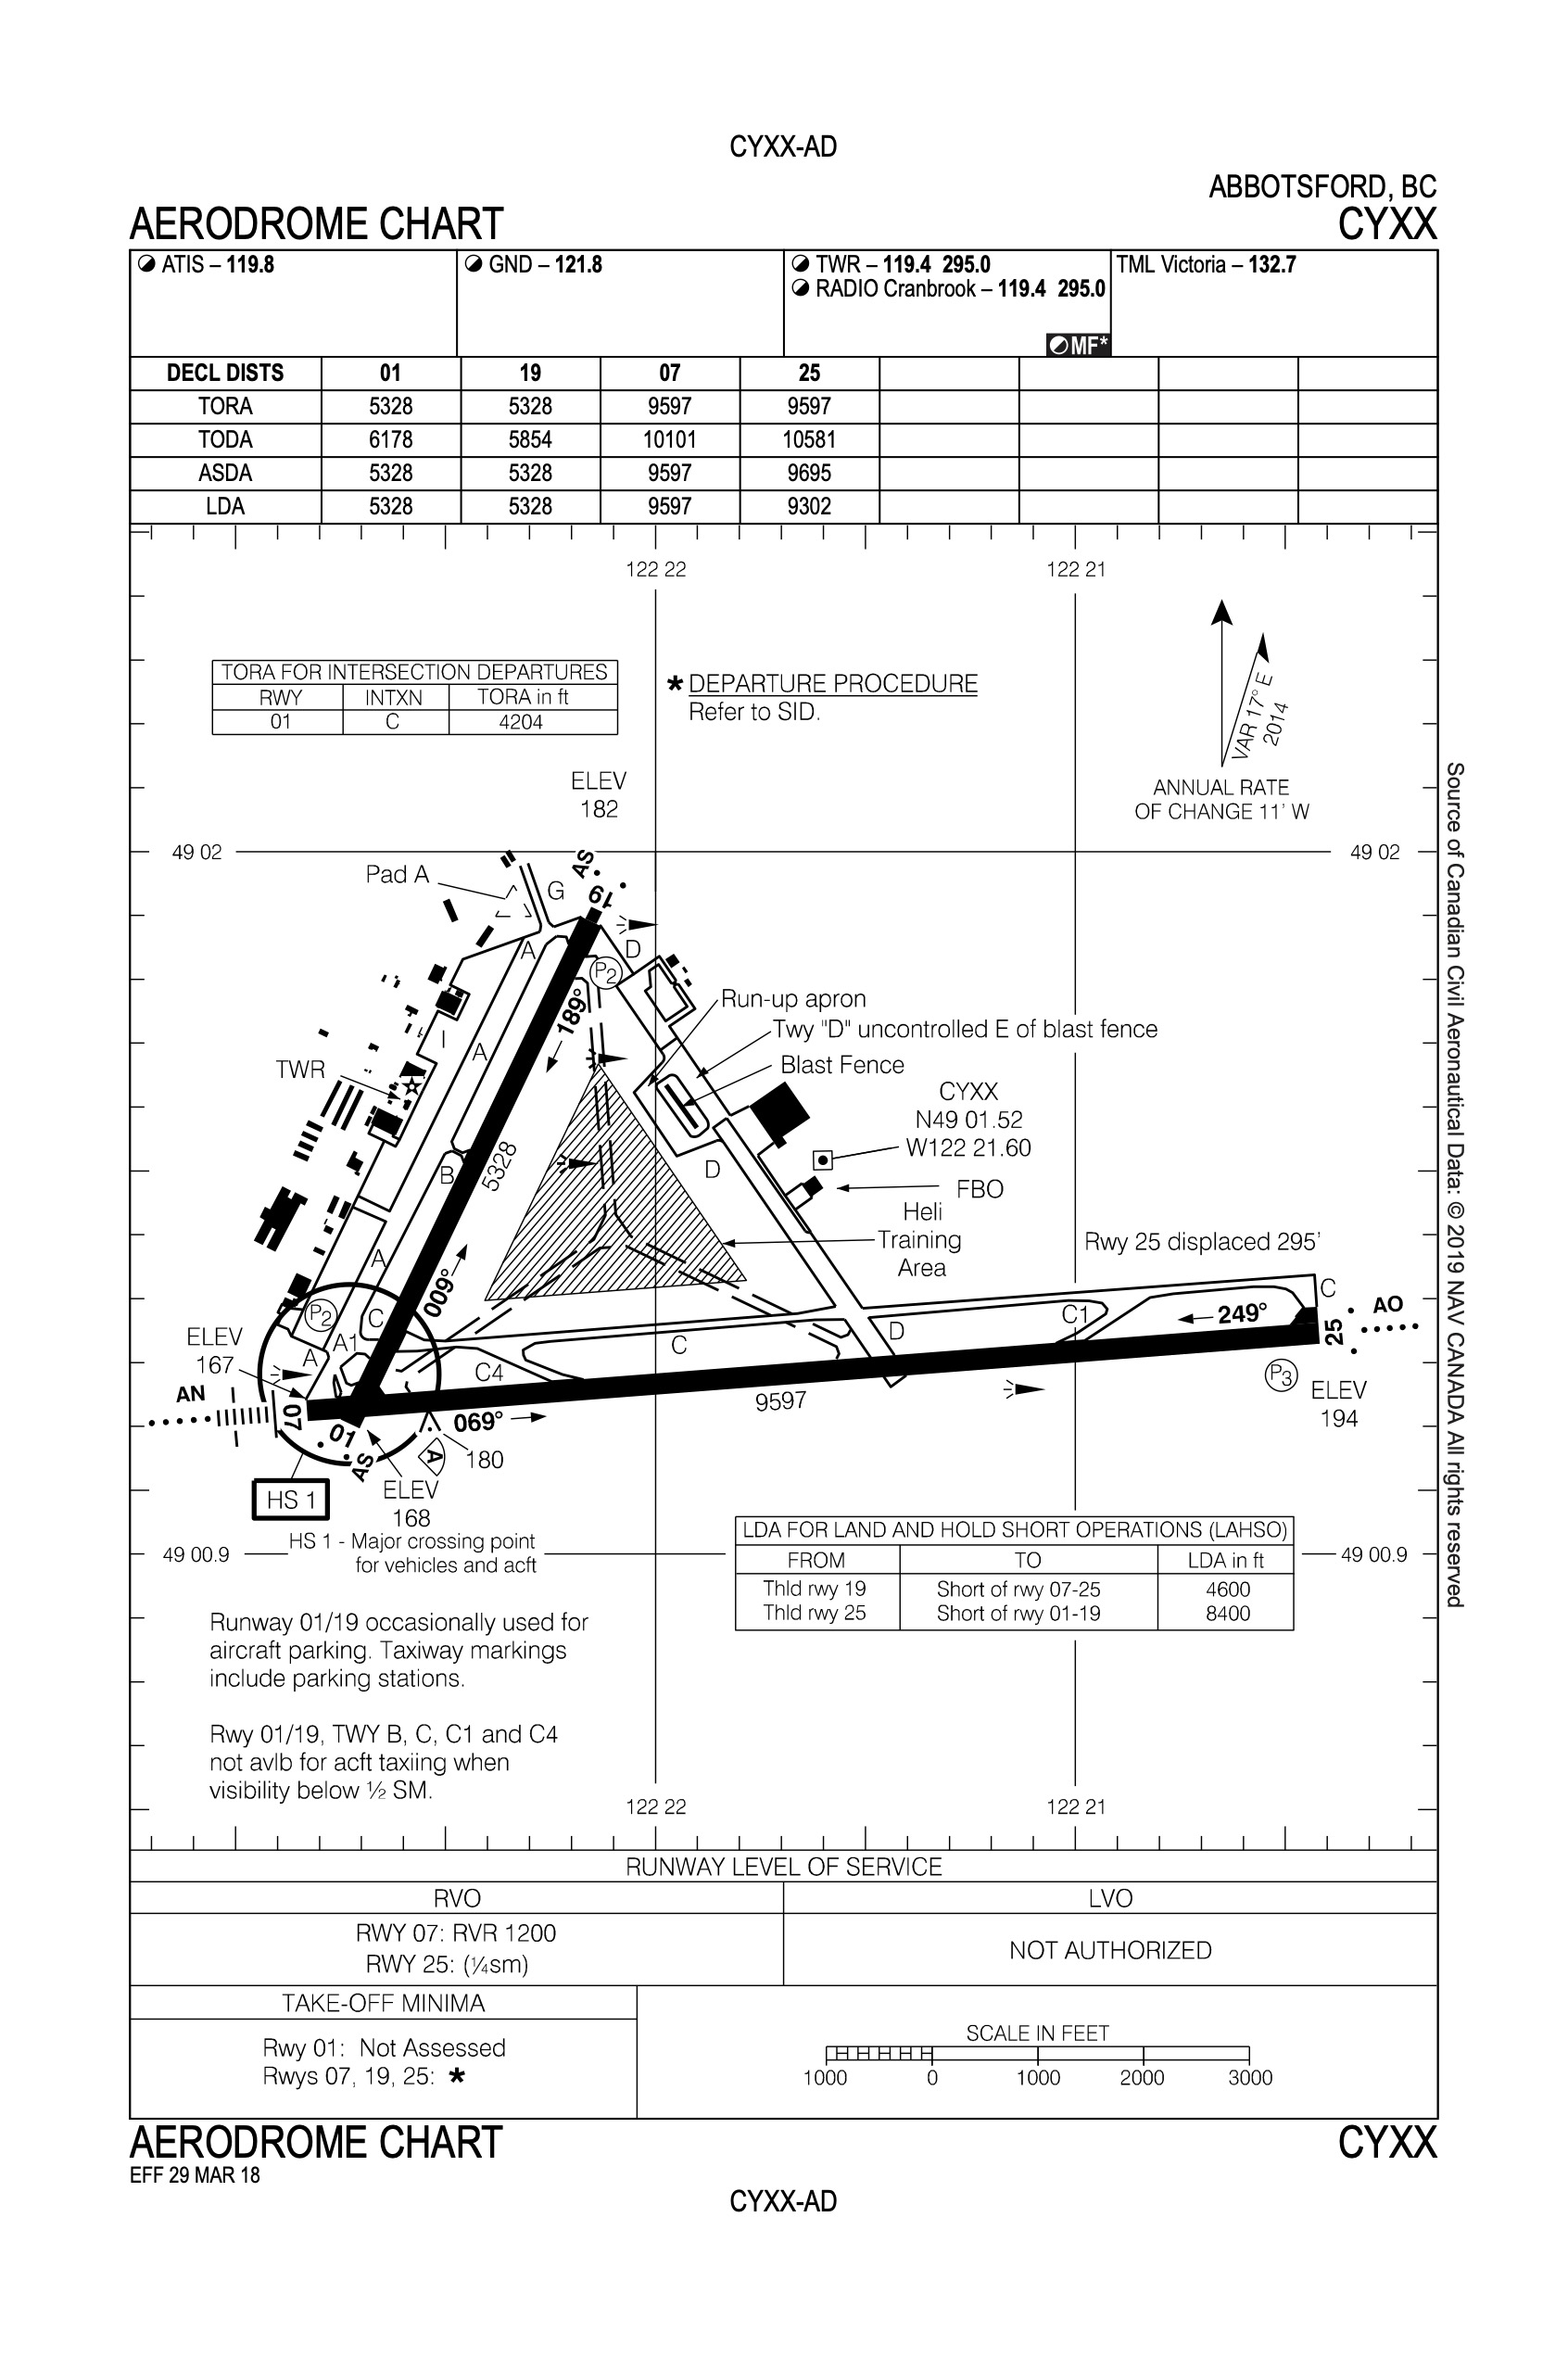 CYXX-AD
ABBOTSFORD, BC
AERODROME CHART CYXX
ATIS – 119.8 GND – 121.8 TWR – 119.4 295.0 TML Victoria – 132.7
RADIO Cranbrook – 119.4 295.0
MF*
DECL DISTS 01 19 07 25
TORA 5328 5328 9597 9597
TODA 6178 5854 10101 10581
ASDA 5328 5328 9597 9695
LDA 5328 5328 9597 9302
122 22 122 21
TORA FOR INTERSECTION DEPARTURES
RWY INTXN TORA in ft
01 C 4204
* DEPARTURE PROCEDURE
Refer to SID.
VAR 17° E
2014
ANNUAL RATE
OF CHANGE 11' W
ELEV
182
49 02 49 02
Pad A
G
AS
19
A
D
P2
189°
Run-up apron
Twy "D" uncontrolled E of blast fence
Blast Fence
I
A
TWR
CYXX
N49 01.52
W122 21.60
B
5328
D
FBO
Heli
Training
Area
Rwy 25 displaced 295'
A
009°
P2
C
C
C1
249°
AO
25
D
ELEV
167
A
A1
C4
C
P3
ELEV
194
AN
07
01
AS
069°
9597
A
180
HS 1
ELEV
168
HS 1 - Major crossing point
for vehicles and acft
49 00.9 49 00.9
LDA FOR LAND AND HOLD SHORT OPERATIONS (LAHSO)
FROM TO LDA in ft
Thld rwy 19 Short of rwy 07-25 4600
Thld rwy 25 Short of rwy 01-19 8400
Runway 01/19 occasionally used for
aircraft parking. Taxiway markings
include parking stations.
Rwy 01/19, TWY B, C, C1 and C4
not avlb for acft taxiing when
visibility below ½ SM.
122 22 122 21
Source of Canadian Civil Aeronautical Data: © 2019 NAV CANADA All rights reserved
RUNWAY LEVEL OF SERVICE
RVO LVO
RWY 07: RVR 1200
RWY 25: (¼sm)
NOT AUTHORIZED
TAKE-OFF MINIMA
Rwy 01: Not Assessed
Rwys 07, 19, 25: *
SCALE IN FEET
1000 0 1000 2000 3000
AERODROME CHART CYXX
EFF 29 MAR 18
CYXX-AD